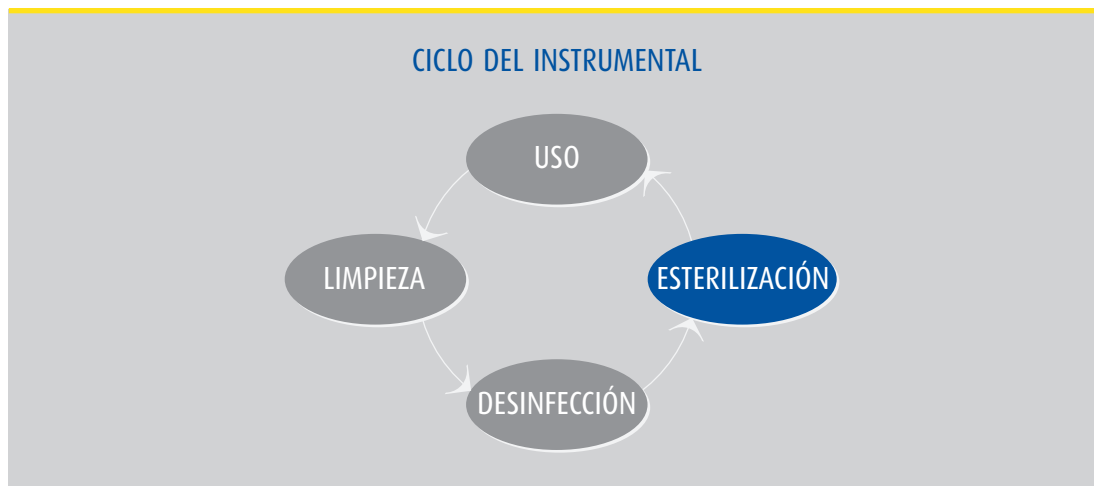 CICLO DEL INSTRUMENTAL
USO
LIMPIEZA
ESTERILIZACIÓN
DESINFECCIÓN